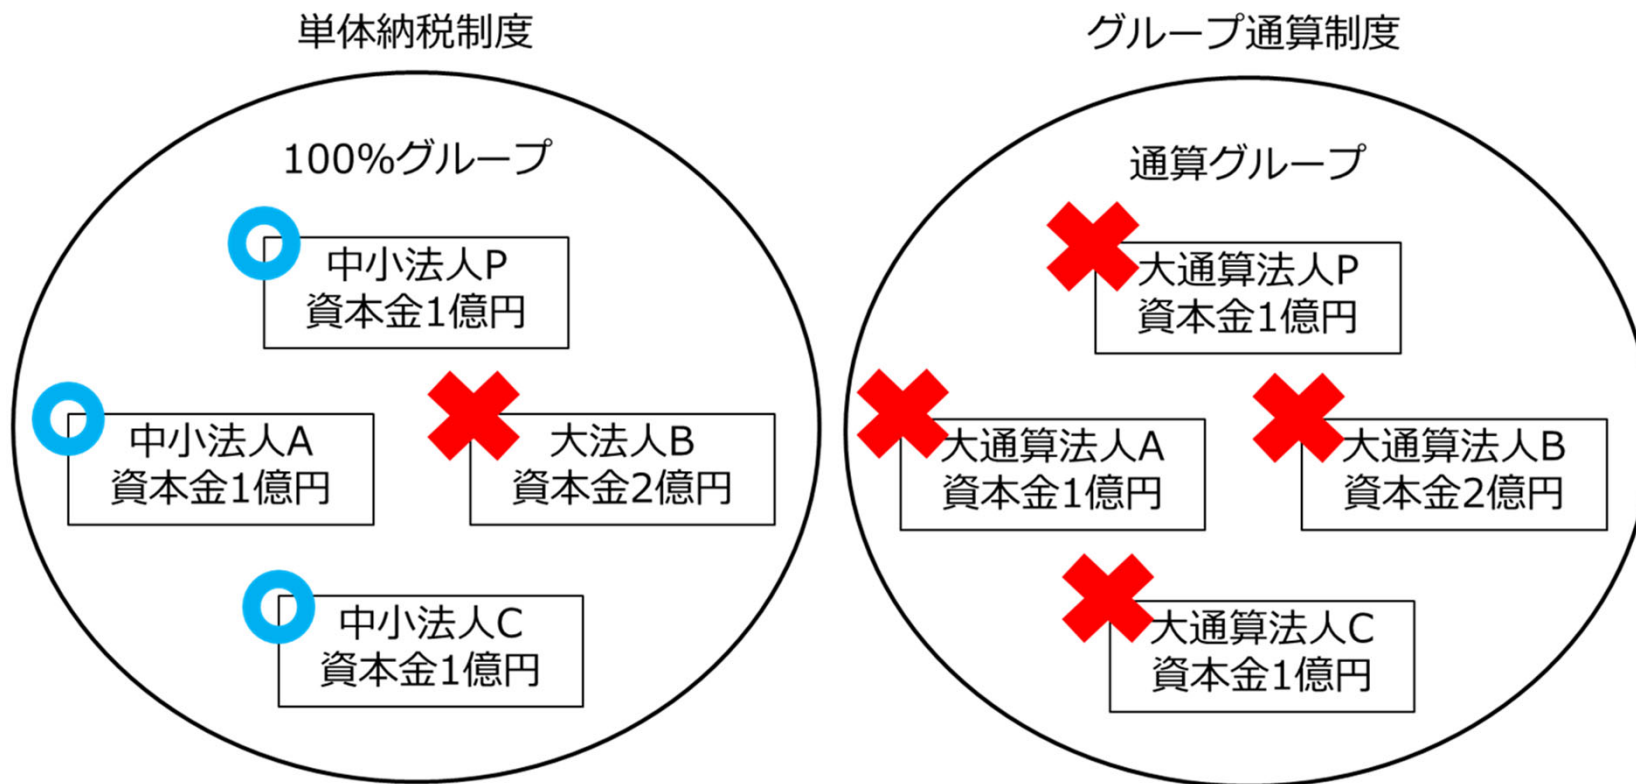 単体納税制度
100%グループ
中小法人P
資本金1億円
中小法人A
資本金1億円
大法人B
資本金2億円
中小法人C
資本金1億円
グループ通算制度
通算グループ
大通算法人P
資本金1億円
大通算法人A
資本金1億円
大通算法人B
資本金2億円
大通算法人C
資本金1億円